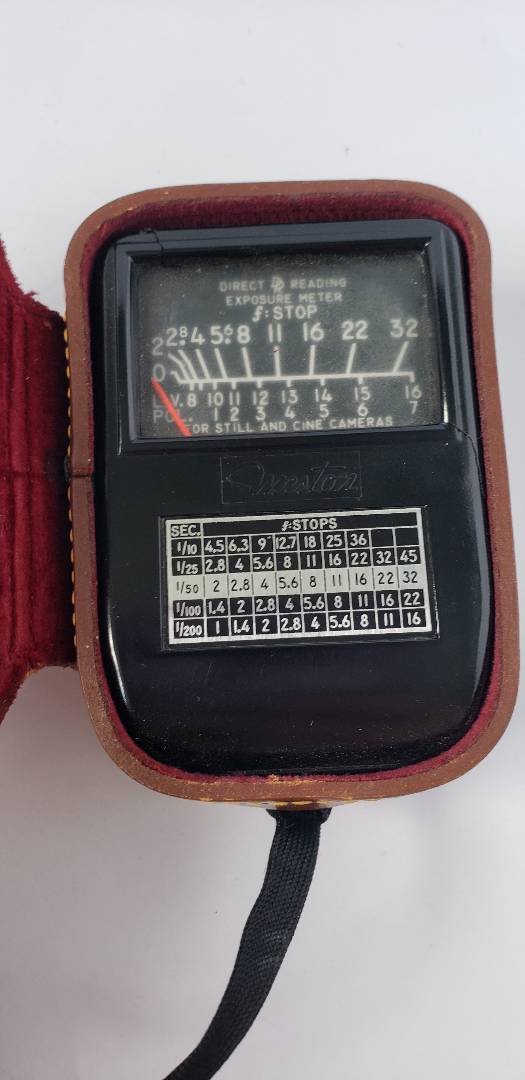 DIRECT READING
EXPOSURE METER
f:STOP
2 2.8 4 5.6 8 11 16 22 32
0
L.V. 8 10 11 12 13 14 15 16
POL. 1 2 3 4 5 6 7
FOR STILL AND CINE CAMERAS
SEC. f:STOPS
1/10 4.5 6.3 9 12.7 18 25 36
1/25 2.8 4 5.6 8 11 16 22 32 45
1/50 2 2.8 4 5.6 8 11 16 22 32
1/100 1.4 2 2.8 4 5.6 8 11 16 22
1/200 1 1.4 2 2.8 4 5.6 8 11 16